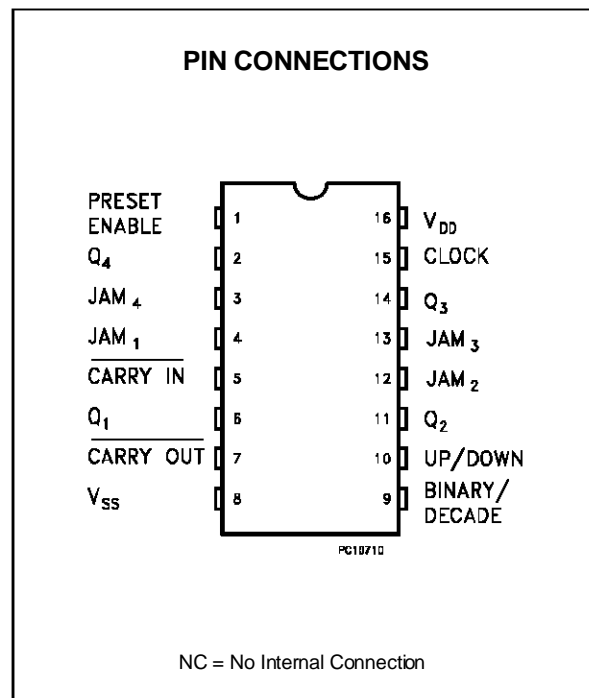 PIN CONNECTIONS
PRESET
ENABLE
1
16
V_DD
Q_4
2
15
CLOCK
JAM_4
3
14
Q_3
JAM_1
4
13
JAM_3
CARRY IN
5
12
JAM_2
Q_1
6
11
Q_2
CARRY OUT
7
10
UP/DOWN
V_SS
8
9
BINARY/
DECADE
PC10710
NC = No Internal Connection